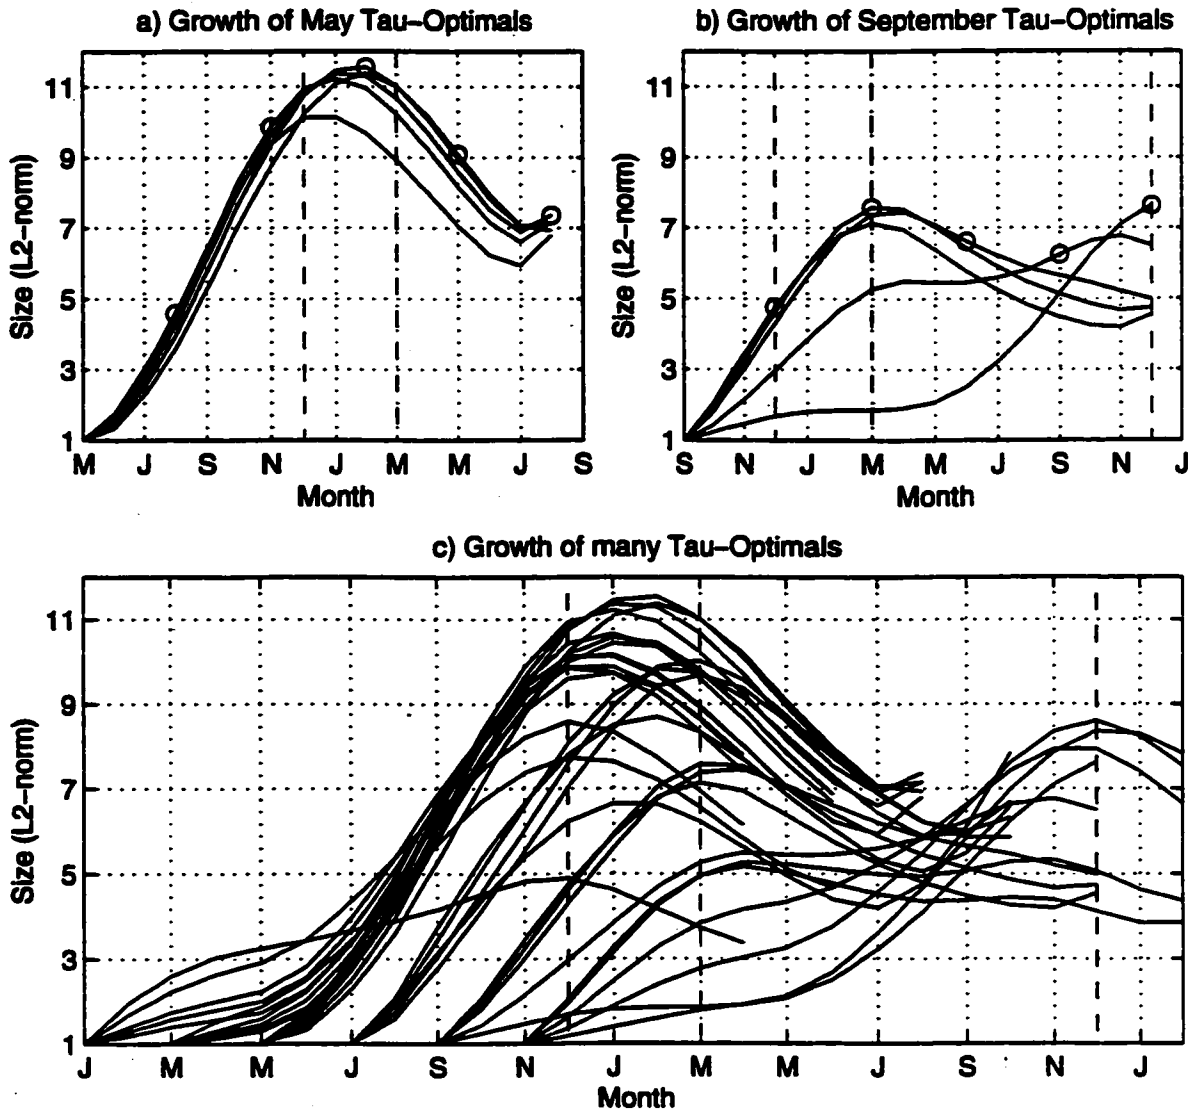 a) Growth of May Tau-Optimals
Size (L2-norm)
11
9
7
5
3
1
M J S N J M M J S
Month
b) Growth of September Tau-Optimals
Size (L2-norm)
11
9
7
5
3
1
S N J M M J S N J
Month
c) Growth of many Tau-Optimals
Size (L2-norm)
11
9
7
5
3
1
J M M J S N J M M J S N J
Month